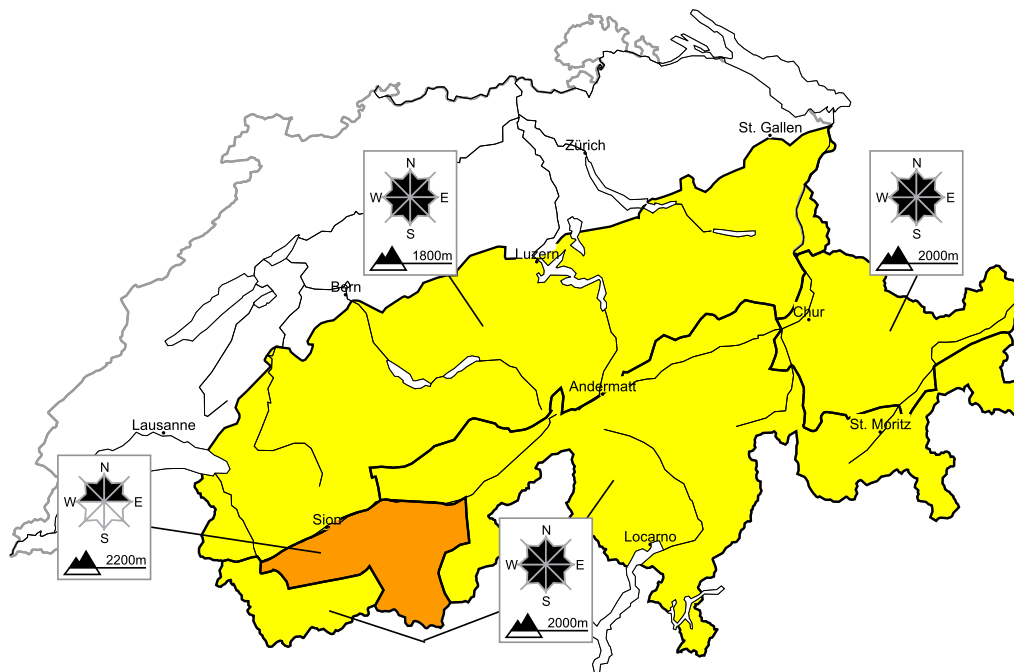 St. Gallen
Zürich
N
W E
S
1800m
N
W E
S
2000m
Luzern
Bern
Chur
Andermatt
Lausanne
St. Moritz
N
W E
S
2200m
Sion
Locarno
N
W E
S
2000m